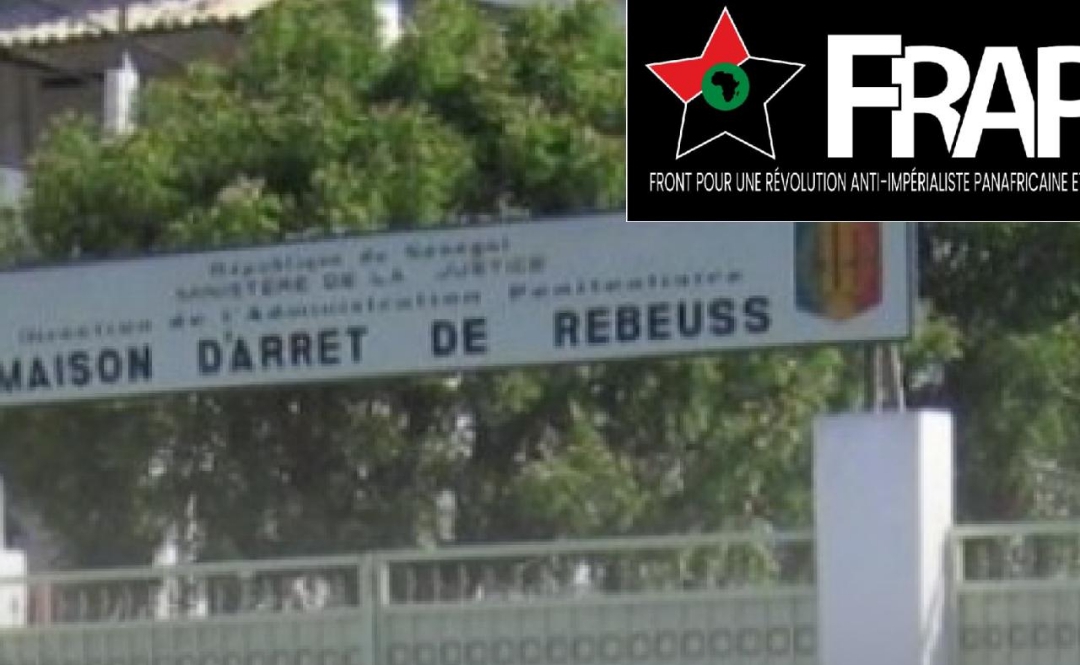 FRAP
FRONT POUR UNE RÉVOLUTION ANTI-IMPÉRIALISTE PANAFRICAINE ET
République du Sénégal
MINISTERE DE LA JUSTICE
Direction de l'Administration Penitentiaire
MAISON D'ARRET DE REBEUSS